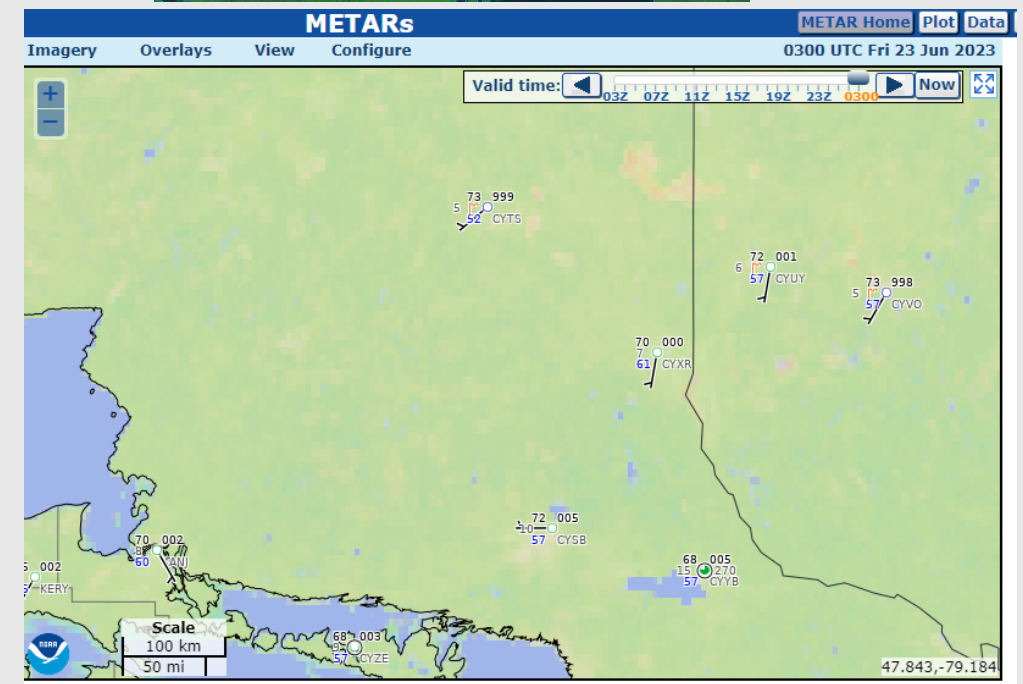 METARs
METAR Home Plot Data
Imagery Overlays View Configure 0300 UTC Fri 23 Jun 2023
+
−
Valid time: Now
03Z 07Z 11Z 15Z 19Z 23Z 0300
73 999
5
52 CYTS
72 001
6
57 CYUY
73 998
5
57 CYVO
70 000
7
61 CYXR
72 005
10
57 CYSB
70 002
8
60 ANJ
002
KERY
68 005
15 270
57 CYYB
68 003
9
57 CYZE
Scale
100 km
50 mi
NOAA
47.843,-79.184